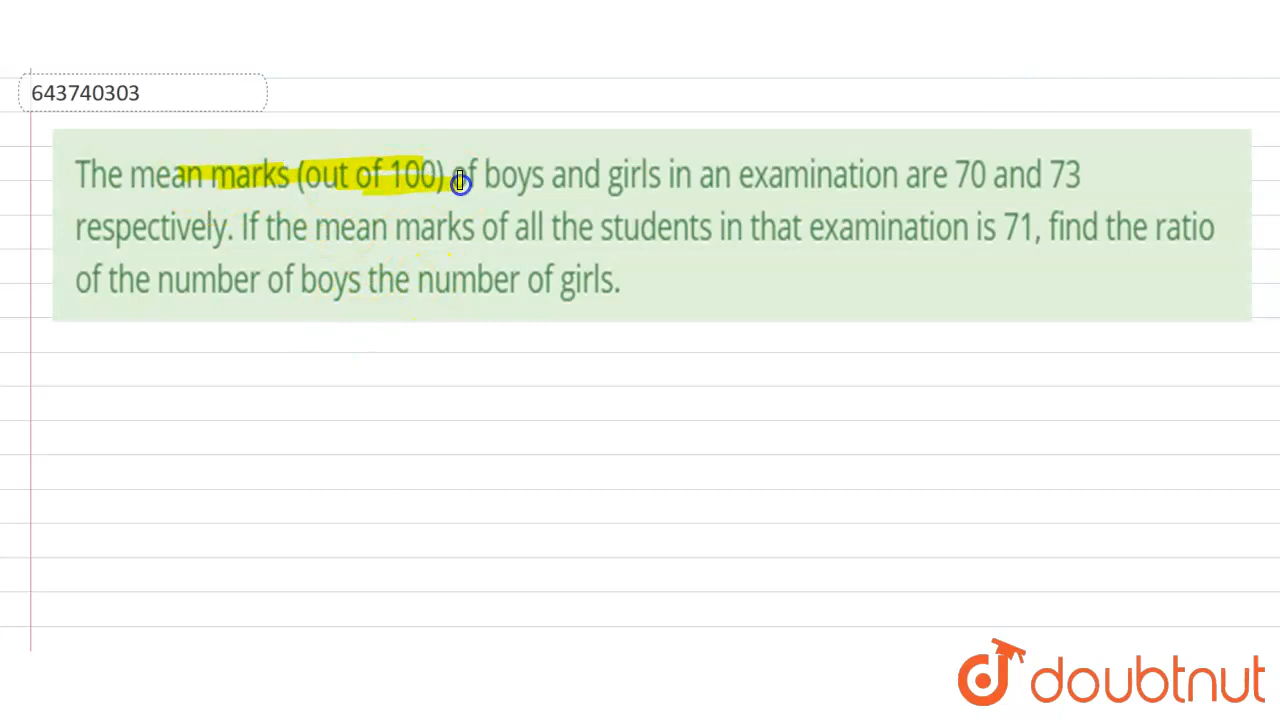 643740303
The mean marks (out of 100) of boys and girls in an examination are 70 and 73
respectively. If the mean marks of all the students in that examination is 71, find the ratio
of the number of boys the number of girls.
doubtnut